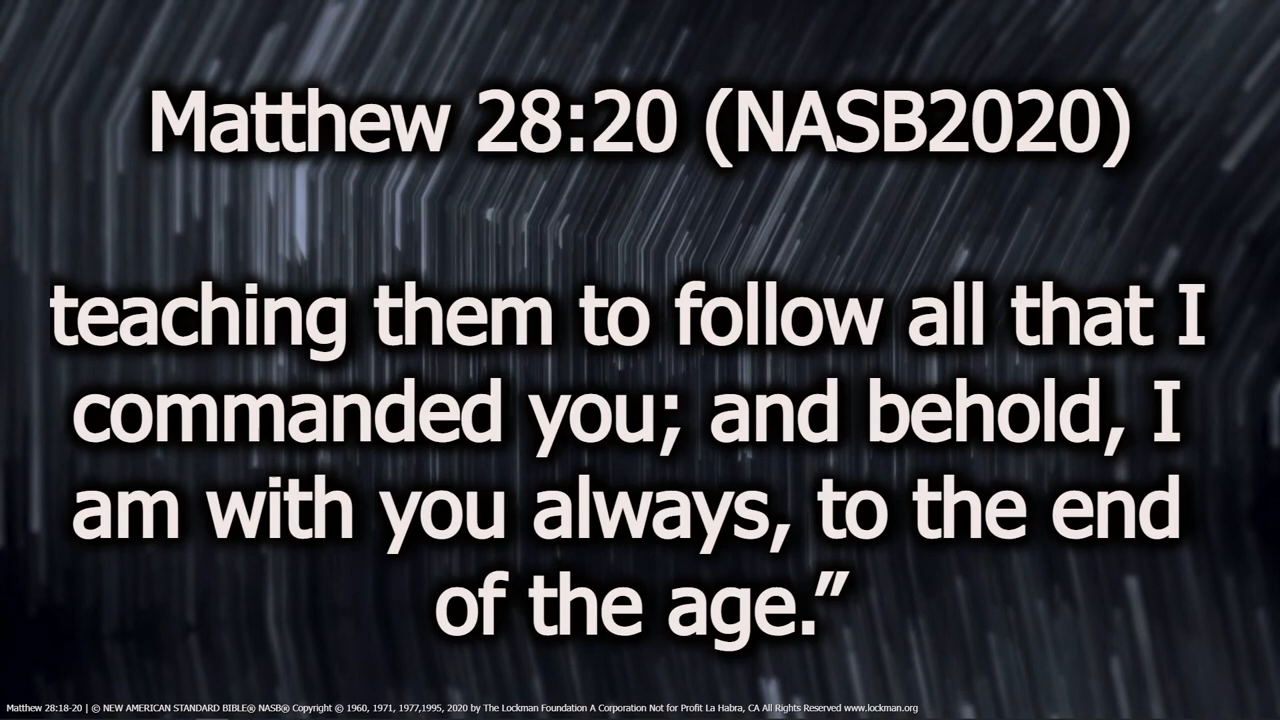 Matthew 28:20 (NASB2020)
teaching them to follow all that I
commanded you; and behold, I
am with you always, to the end
of the age.”
Matthew 28:18-20 | © NEW AMERICAN STANDARD BIBLE® NASB® Copyright © 1960, 1971, 1977,1995, 2020 by The Lockman Foundation A Corporation Not for Profit La Habra, CA All Rights Reserved www.lockman.org